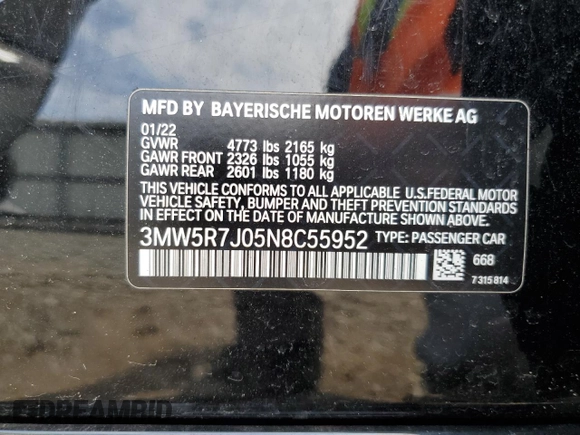 MFD BY BAYERISCHE MOTOREN WERKE AG
01/22
GVWR 4773 lbs 2165 kg
GAWR FRONT 2326 lbs 1055 kg
GAWR REAR 2601 lbs 1180 kg
THIS VEHICLE CONFORMS TO ALL APPLICABLE U.S.FEDERAL MOTOR
VEHICLE SAFETY, BUMPER AND THEFT PREVENTION STANDARDS
IN EFFECT ON THE DATE OF MANUFACTURE SHOWN ABOVE.
3MW5R7J05N8C55952 TYPE: PASSENGER CAR
668
7315814
DREAMBID